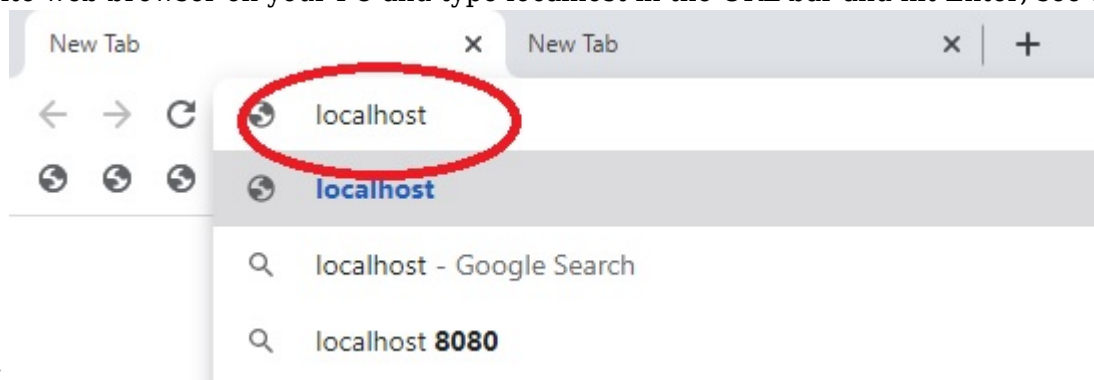 web browser on your PC and type localhost in the URL bar and hit Enter, see
New Tab New Tab
localhost
localhost
localhost - Google Search
localhost 8080